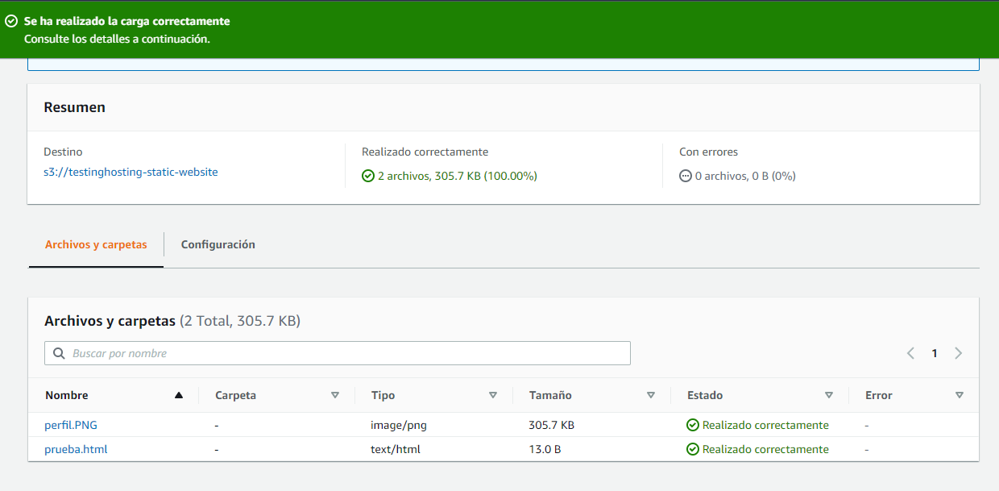 Se ha realizado la carga correctamente
Consulte los detalles a continuación.
Resumen
Destino
s3://testinghosting-static-website
Realizado correctamente
2 archivos, 305.7 KB (100.00%)
Con errores
0 archivos, 0 B (0%)
Archivos y carpetas
Configuración
Archivos y carpetas (2 Total, 305.7 KB)
Buscar por nombre
1
Nombre Carpeta Tipo Tamaño Estado Error
perfil.PNG - image/png 305.7 KB Realizado correctamente -
prueba.html - text/html 13.0 B Realizado correctamente -